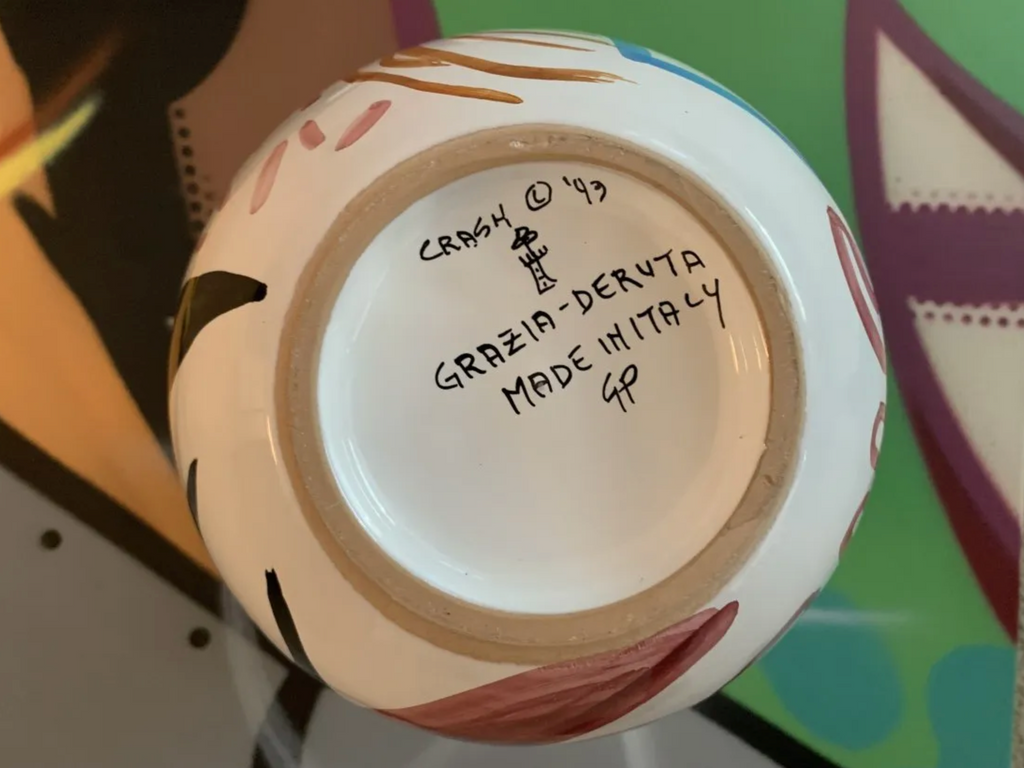 CRASH © '93
GRAZIA-DERUTA
MADE IN ITALY
GP